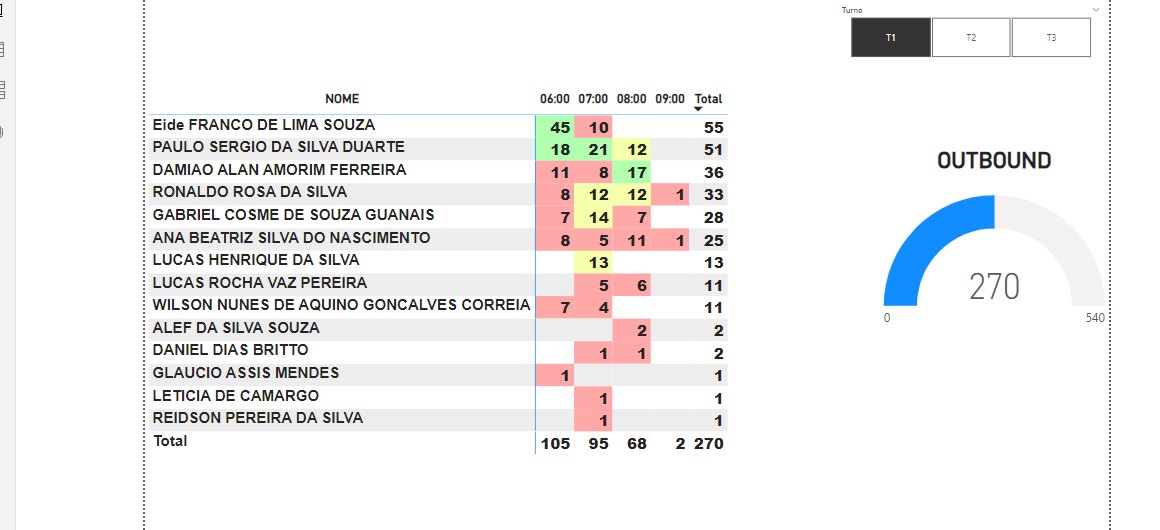 Turno
T1 T2 T3
NOME 06:00 07:00 08:00 09:00 Total
Eide FRANCO DE LIMA SOUZA 45 10 55
PAULO SERGIO DA SILVA DUARTE 18 21 12 51
DAMIAO ALAN AMORIM FERREIRA 11 8 17 36
RONALDO ROSA DA SILVA 8 12 12 1 33
GABRIEL COSME DE SOUZA GUANAIS 7 14 7 28
ANA BEATRIZ SILVA DO NASCIMENTO 8 5 11 1 25
LUCAS HENRIQUE DA SILVA 13 13
LUCAS ROCHA VAZ PEREIRA 5 6 11
WILSON NUNES DE AQUINO GONCALVES CORREIA 7 4 11
ALEF DA SILVA SOUZA 2 2
DANIEL DIAS BRITTO 1 1 2
GLAUCIO ASSIS MENDES 1 1
LETICIA DE CAMARGO 1 1
REIDSON PEREIRA DA SILVA 1 1
Total 105 95 68 2 270
OUTBOUND
270
0 540